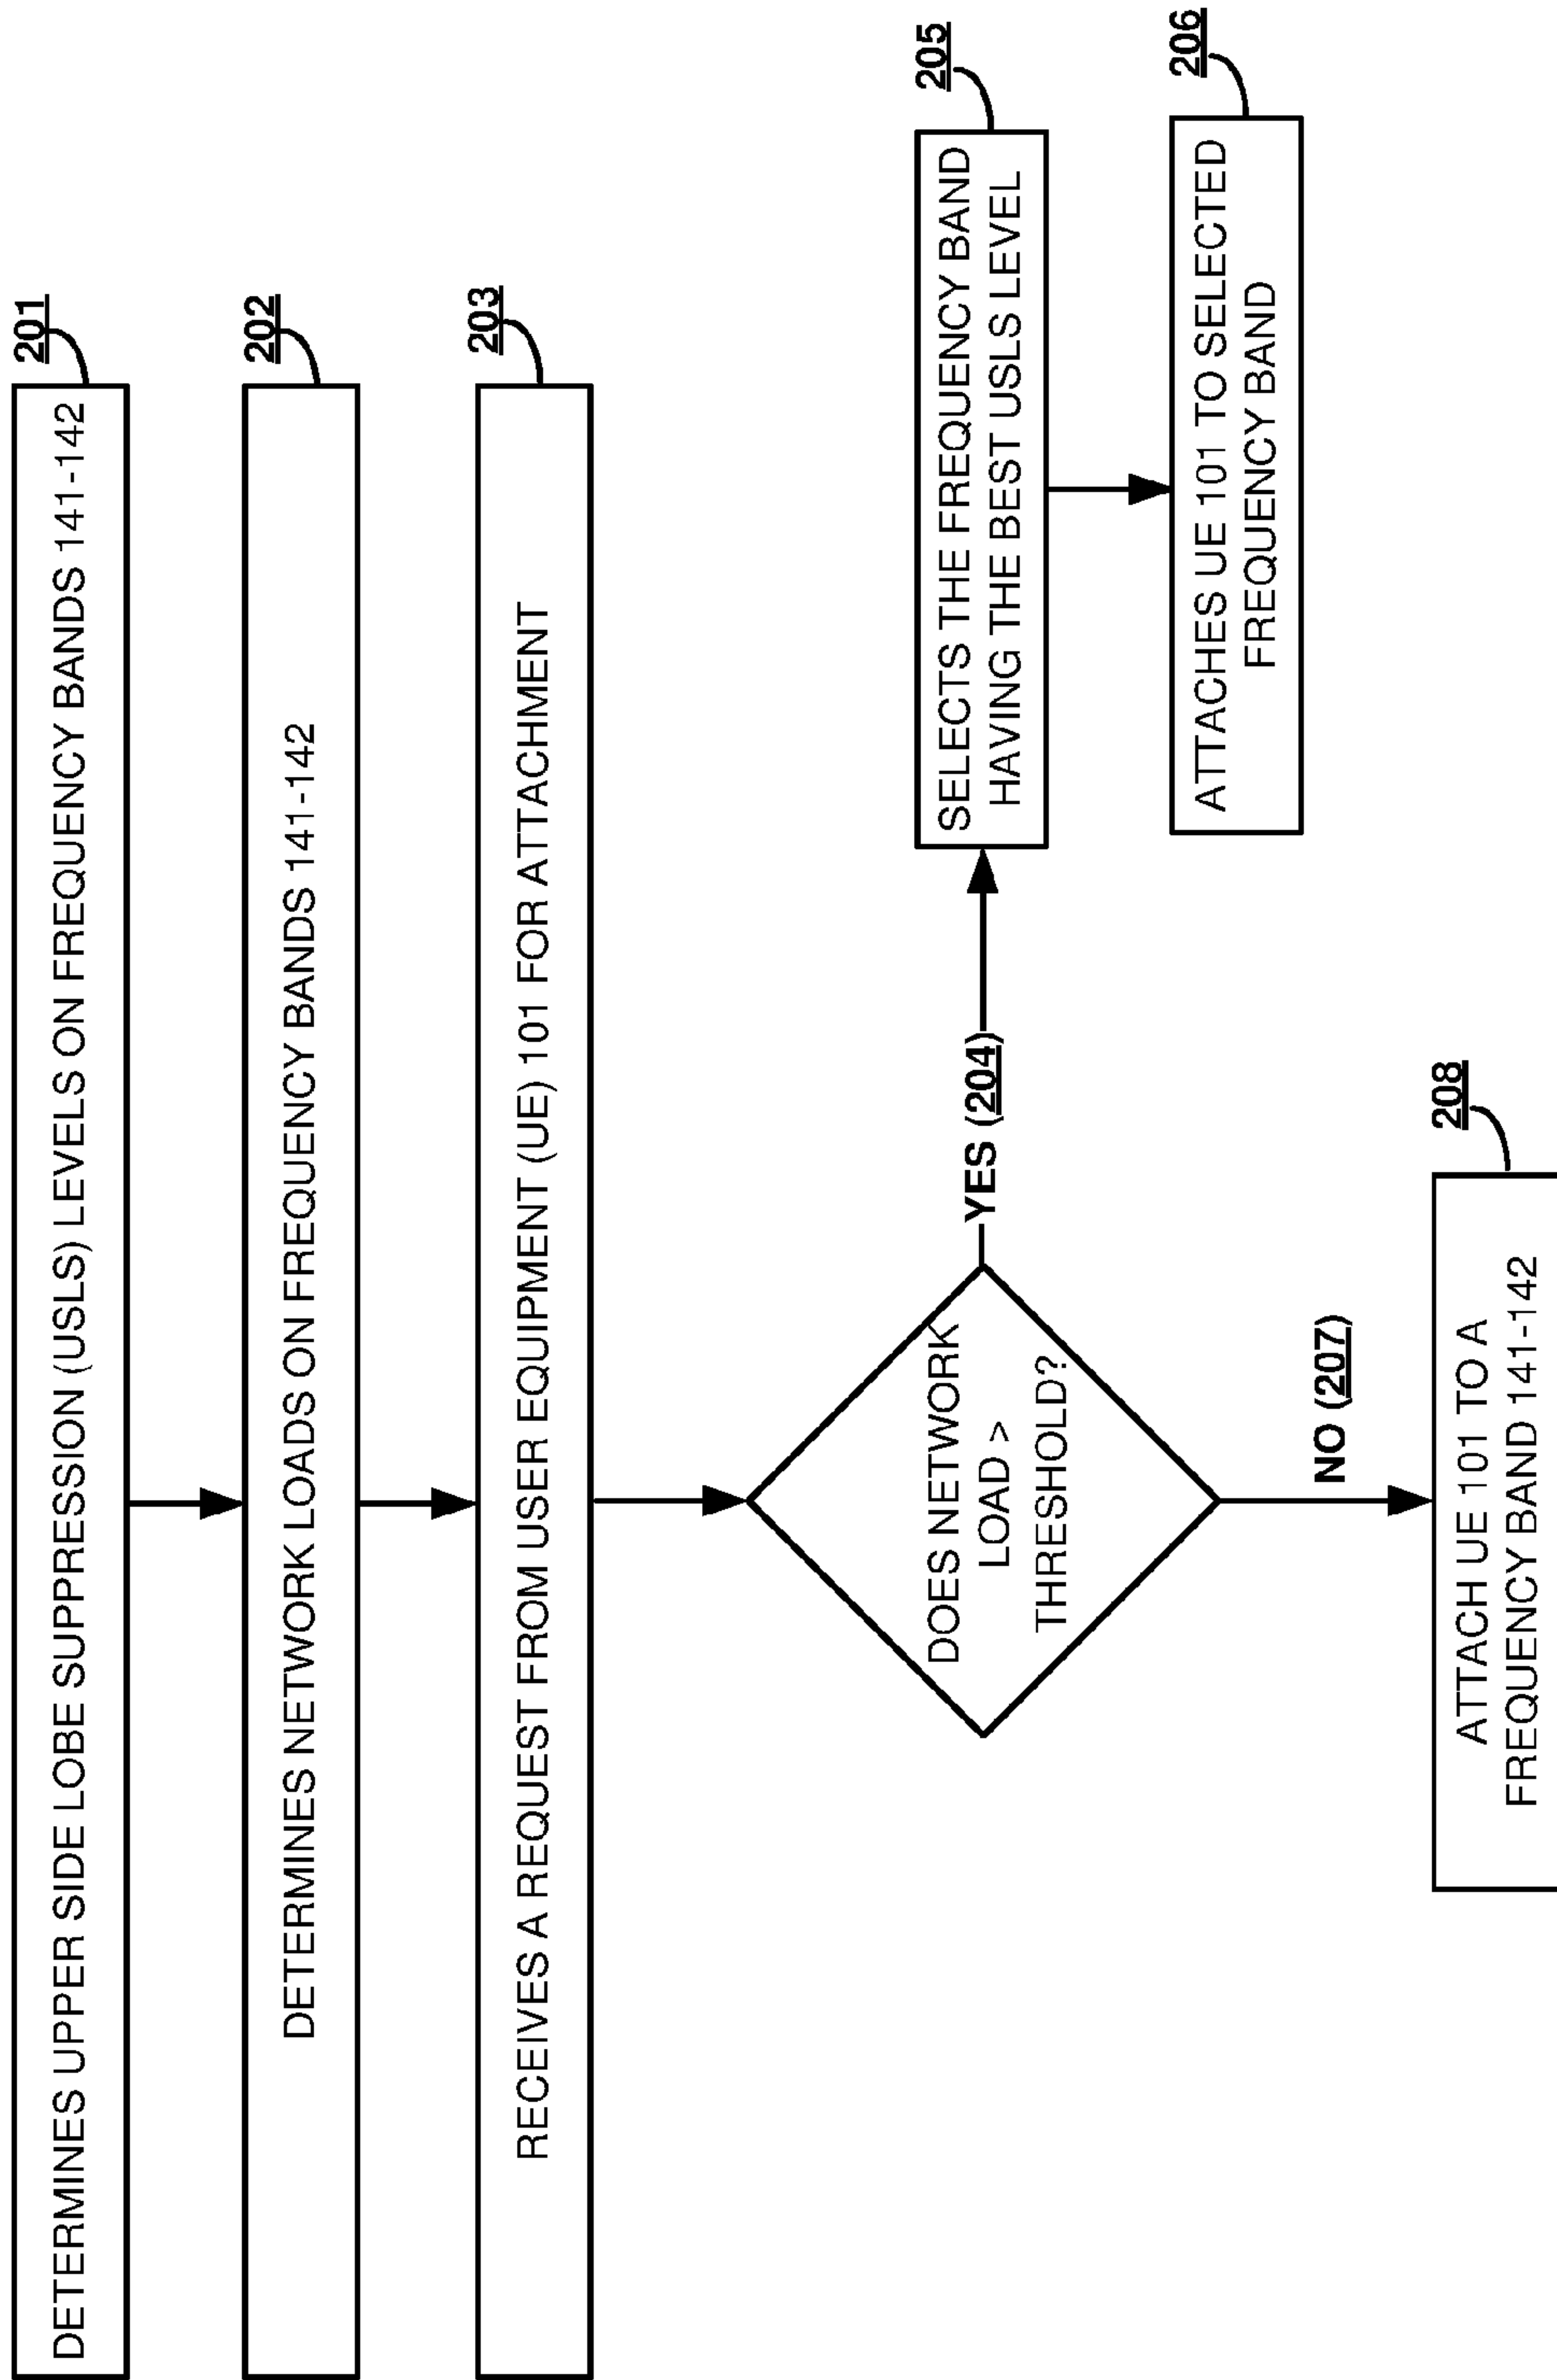 DETERMINES UPPER SIDE LOBE SUPPRESSION (USLS) LEVELS ON FREQUENCY BANDS 141-142
201
DETERMINES NETWORK LOADS ON FREQUENCY BANDS 141-142
202
RECEIVES A REQUEST FROM USER EQUIPMENT (UE) 101 FOR ATTACHMENT
203
DOES NETWORK
LOAD >
THRESHOLD?
YES (204)
SELECTS THE FREQUENCY BAND
HAVING THE BEST USLS LEVEL
205
ATTACHES UE 101 TO SELECTED
FREQUENCY BAND
206
NO (207)
ATTACH UE 101 TO A
FREQUENCY BAND 141-142
208